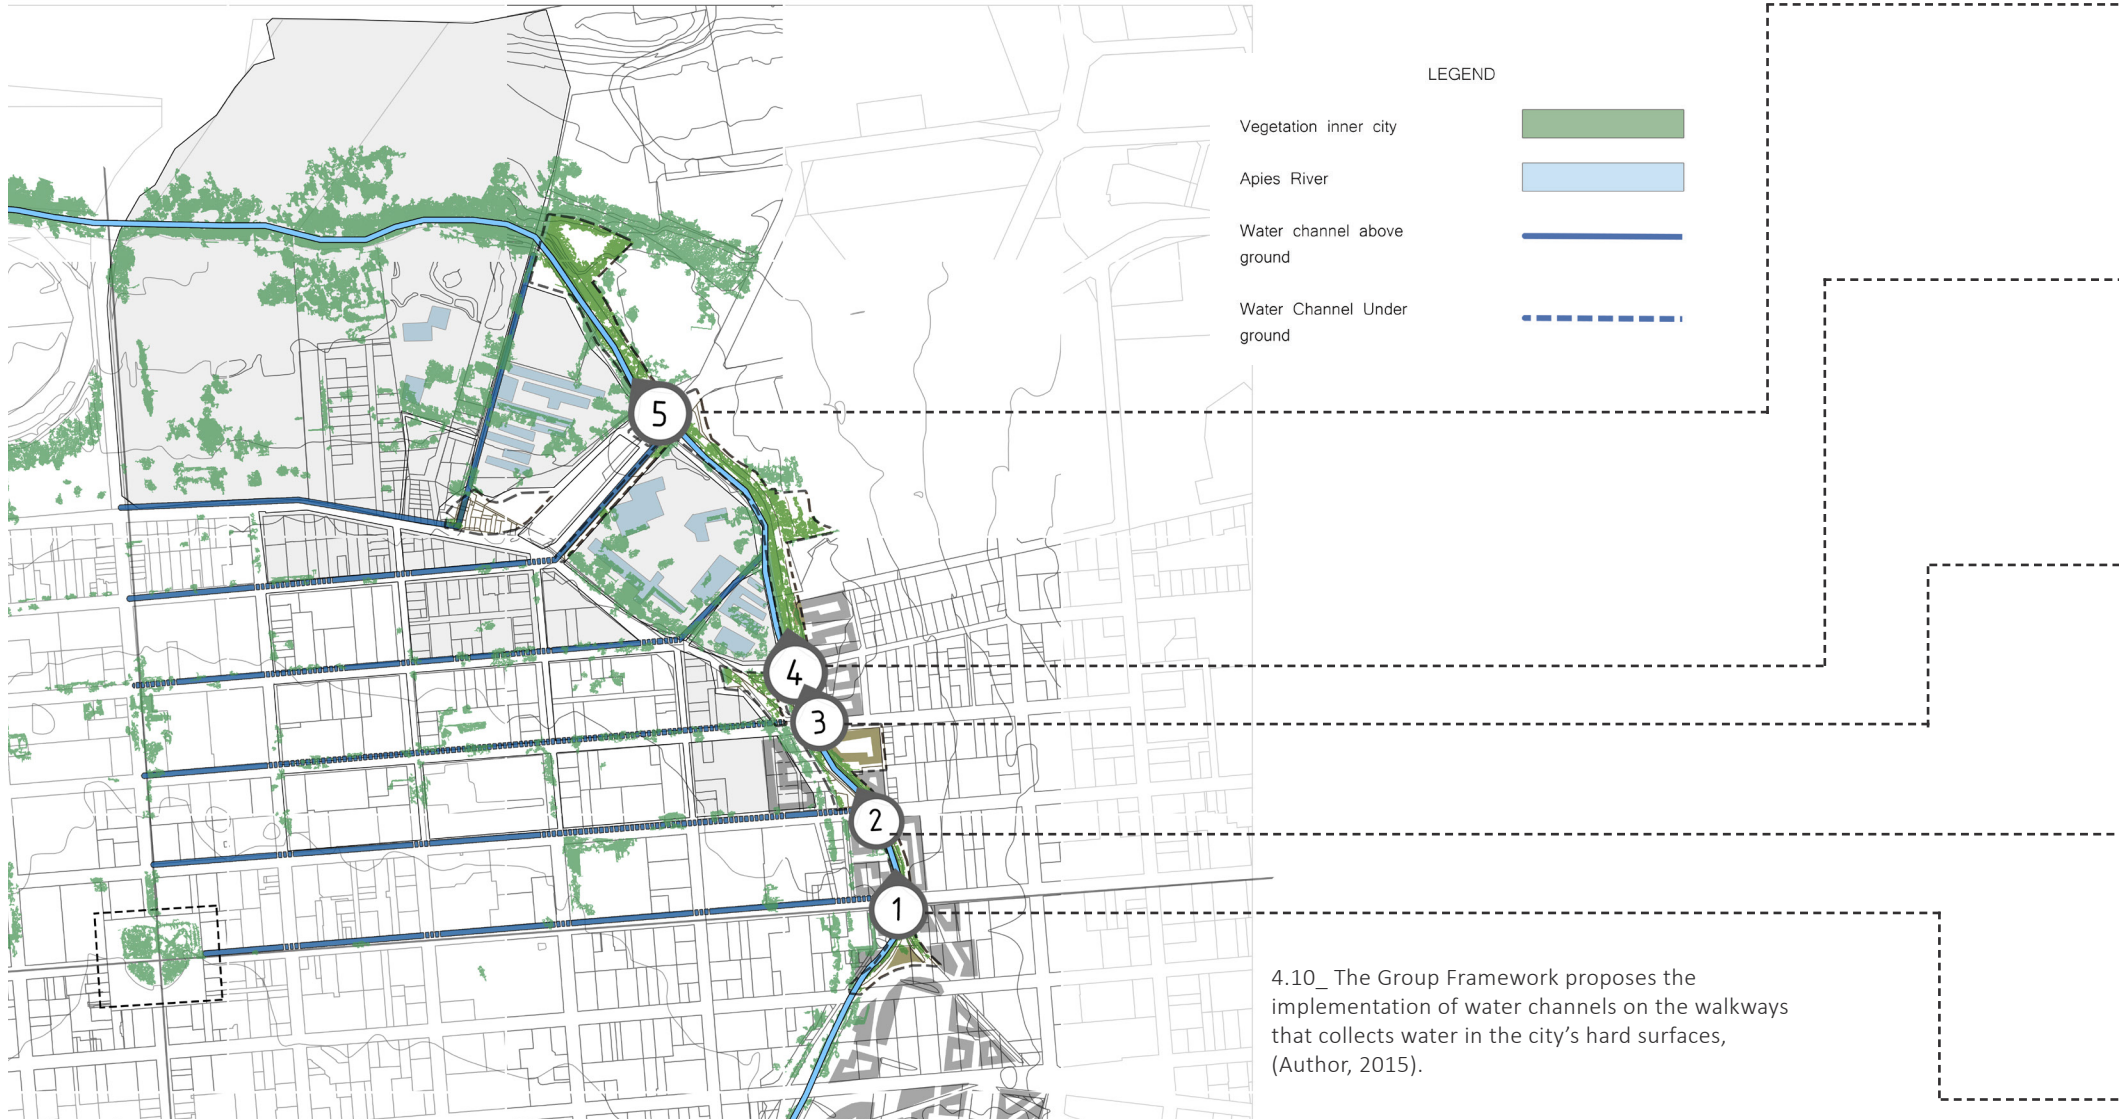 LEGEND
Vegetation inner city
Apies River
Water channel above
ground
Water Channel Under
ground
5
4
3
2
1
4.10_ The Group Framework proposes the
implementation of water channels on the walkways
that collects water in the city's hard surfaces,
(Author, 2015).